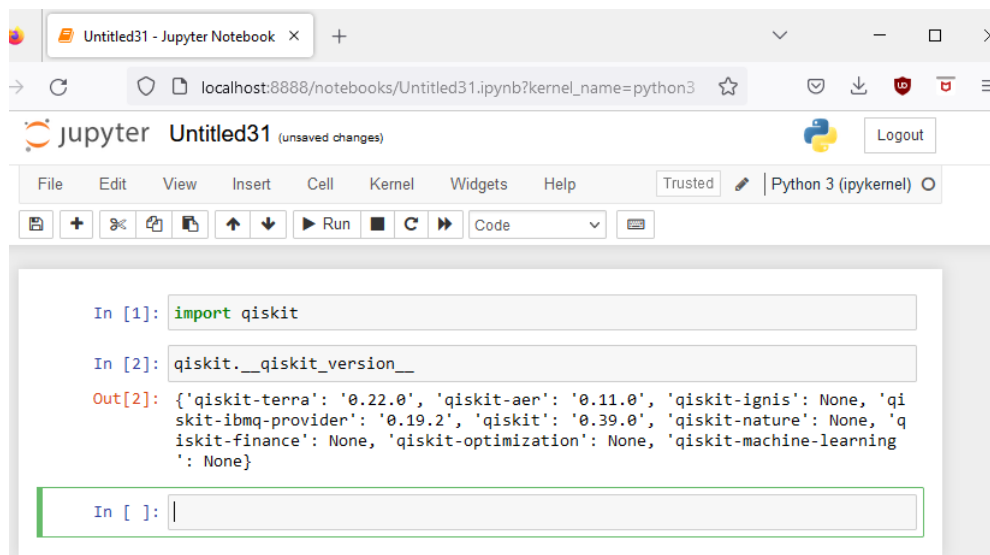 Untitled31 - Jupyter Notebook
localhost:8888/notebooks/Untitled31.ipynb?kernel_name=python3
jupyter Untitled31 (unsaved changes) Logout
File Edit View Insert Cell Kernel Widgets Help Trusted Python 3 (ipykernel)
Run Code
In [1]: import qiskit
In [2]: qiskit.__qiskit_version__
Out[2]: {'qiskit-terra': '0.22.0', 'qiskit-aer': '0.11.0', 'qiskit-ignis': None, 'qi
skit-ibmq-provider': '0.19.2', 'qiskit': '0.39.0', 'qiskit-nature': None, 'q
iskit-finance': None, 'qiskit-optimization': None, 'qiskit-machine-learning
': None}
In [ ]: